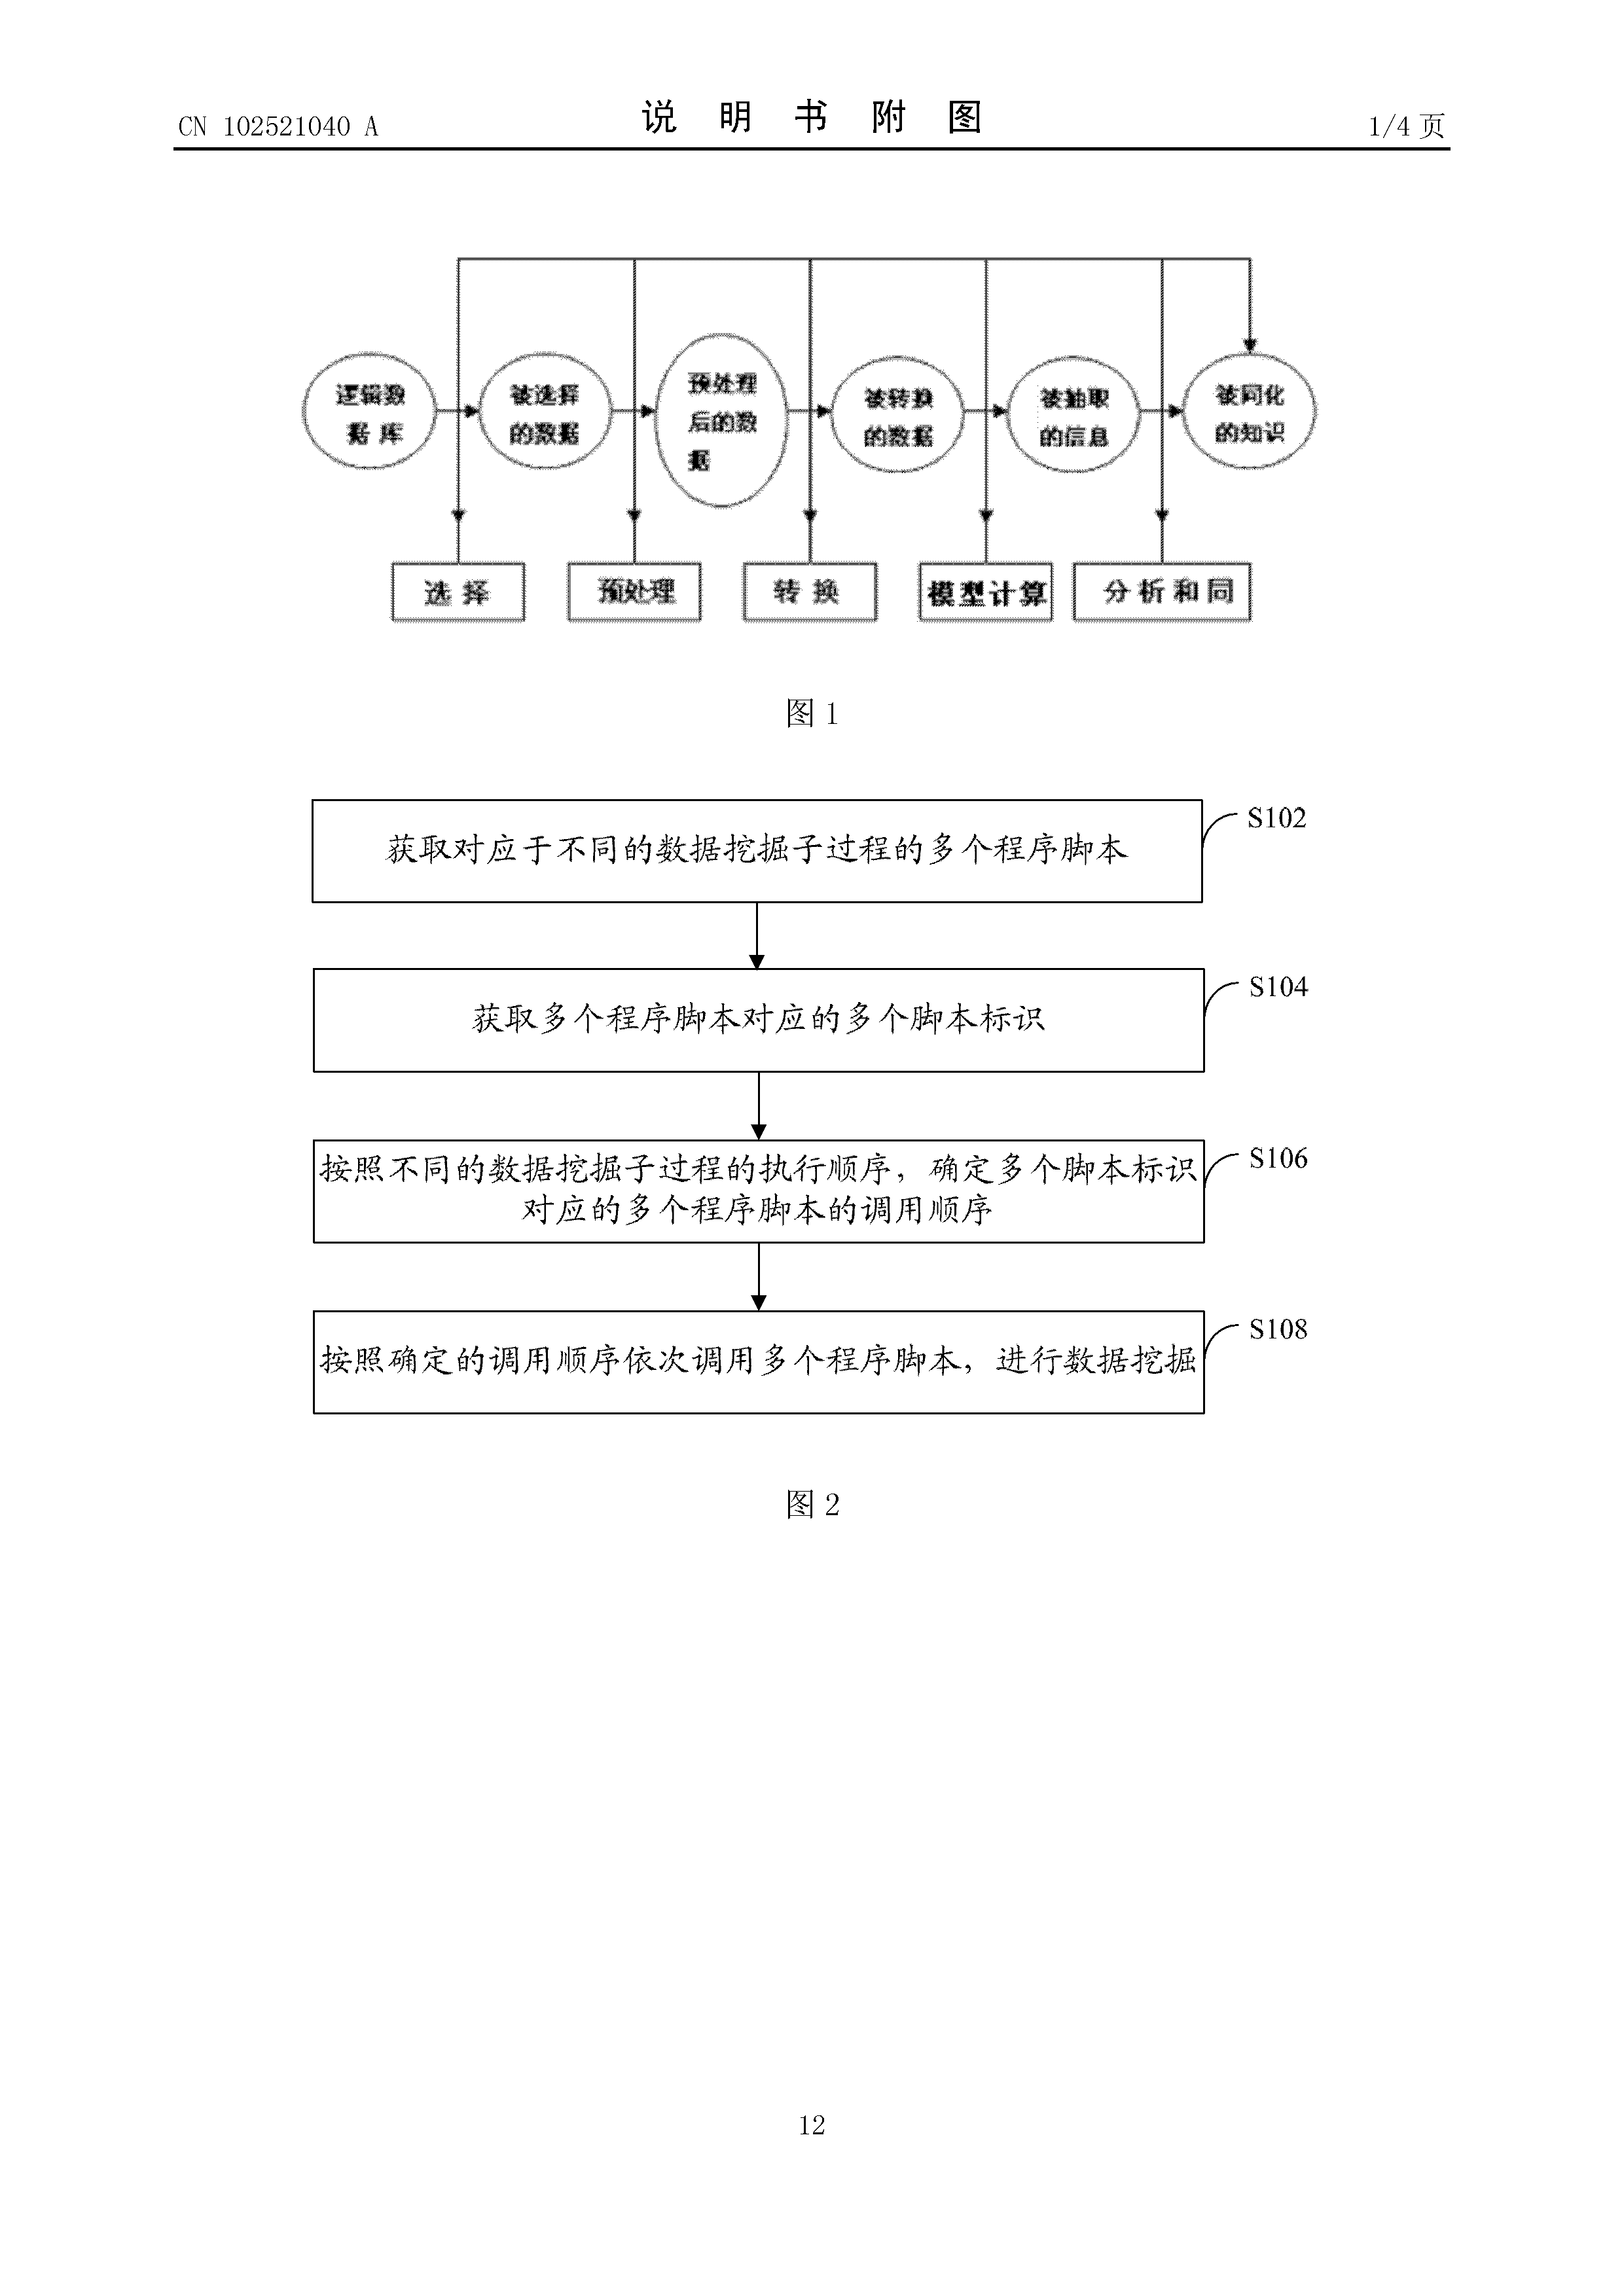 CN 102521040 A
说 明 书 附 图
1/4 页
逻辑数
据 库
被选择
的数据
预处理
后的数
据
被转换
的数据
被抽取
的信息
被同化
的知识
选 择
预处理
转 换
模型计算
分 析 和 同
图 1
获取对应于不同的数据挖掘子过程的多个程序脚本
S102
获取多个程序脚本对应的多个脚本标识
S104
按照不同的数据挖掘子过程的执行顺序，确定多个脚本标识
对应的多个程序脚本的调用顺序
S106
按照确定的调用顺序依次调用多个程序脚本，进行数据挖掘
S108
图 2
12